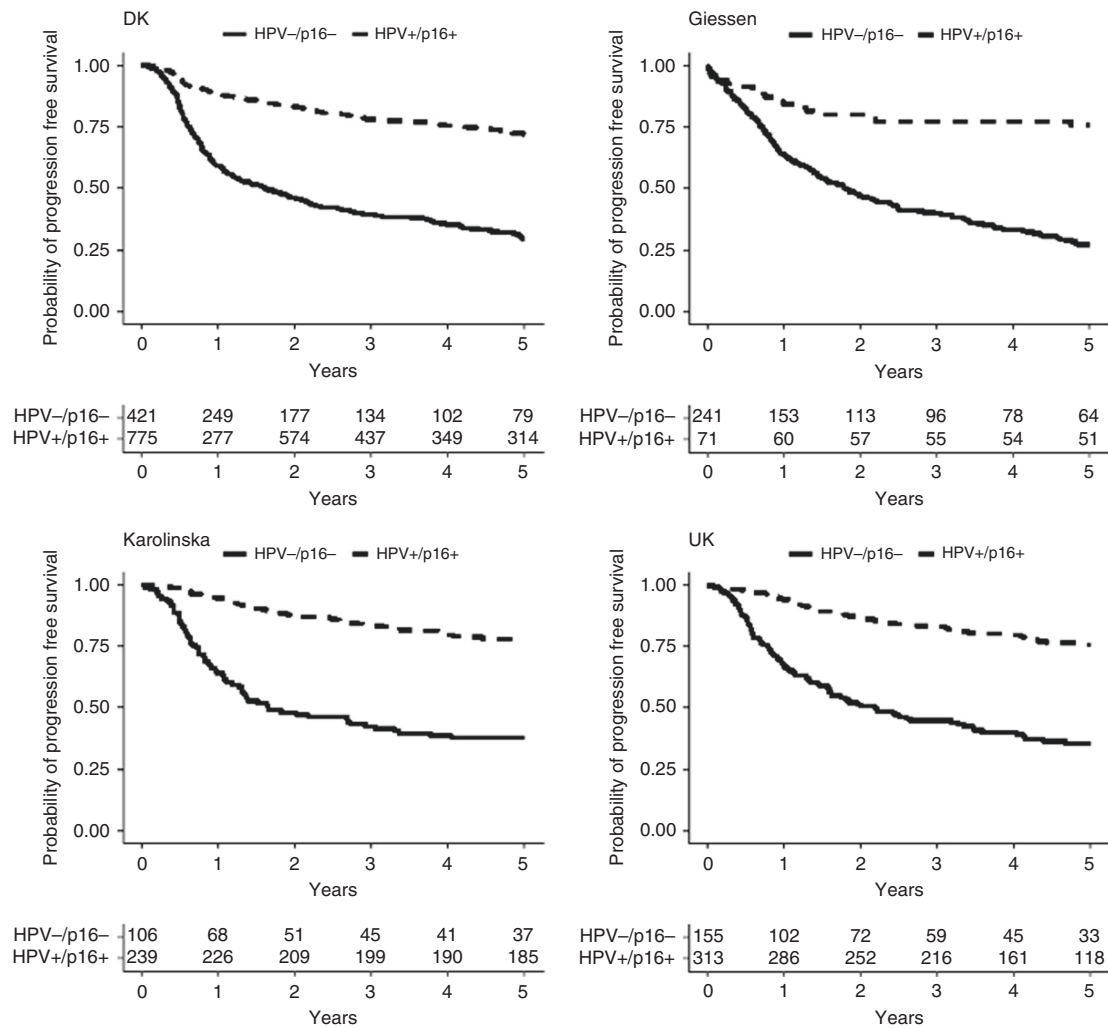 DK
HPV–/p16– HPV+/p16+
Probability of progression free survival
1.00
0.75
0.50
0.25
0.00
0 1 2 3 4 5
Years
HPV–/p16– 421 249 177 134 102 79
HPV+/p16+ 775 277 574 437 349 314
0 1 2 3 4 5
Years
Giessen
HPV–/p16– HPV+/p16+
Probability of progression free survival
1.00
0.75
0.50
0.25
0.00
0 1 2 3 4 5
Years
HPV–/p16– 241 153 113 96 78 64
HPV+/p16+ 71 60 57 55 54 51
0 1 2 3 4 5
Years
Karolinska
HPV–/p16– HPV+/p16+
Probability of progression free survival
1.00
0.75
0.50
0.25
0.00
0 1 2 3 4 5
Years
HPV–/p16– 106 68 51 45 41 37
HPV+/p16+ 239 226 209 199 190 185
0 1 2 3 4 5
Years
UK
HPV–/p16– HPV+/p16+
Probability of progression free survival
1.00
0.75
0.50
0.25
0.00
0 1 2 3 4 5
Years
HPV–/p16– 155 102 72 59 45 33
HPV+/p16+ 313 286 252 216 161 118
0 1 2 3 4 5
Years